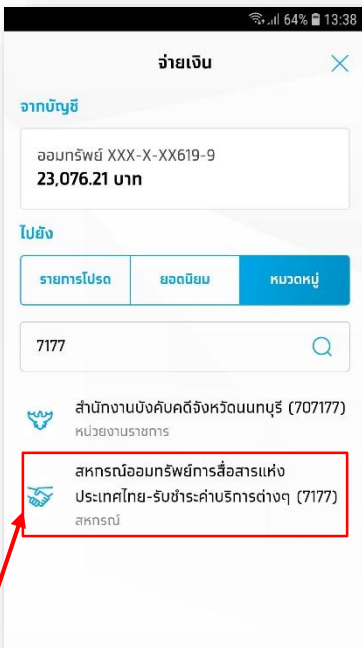 64% 13:38
จ่ายเงิน
จากบัญชี
ออมทรัพย์ XXX-X-XX619-9
23,076.21 บาท
ไปยัง
รายการโปรด ยอดนิยม หมวดหมู่
7177
สำนักงานบังคับคดีจังหวัดนนทบุรี (707177)
หน่วยงานราชการ
สหกรณ์ออมทรัพย์การสื่อสารแห่ง
ประเทศไทย-รับชำระค่าบริการต่างๆ (7177)
สหกรณ์